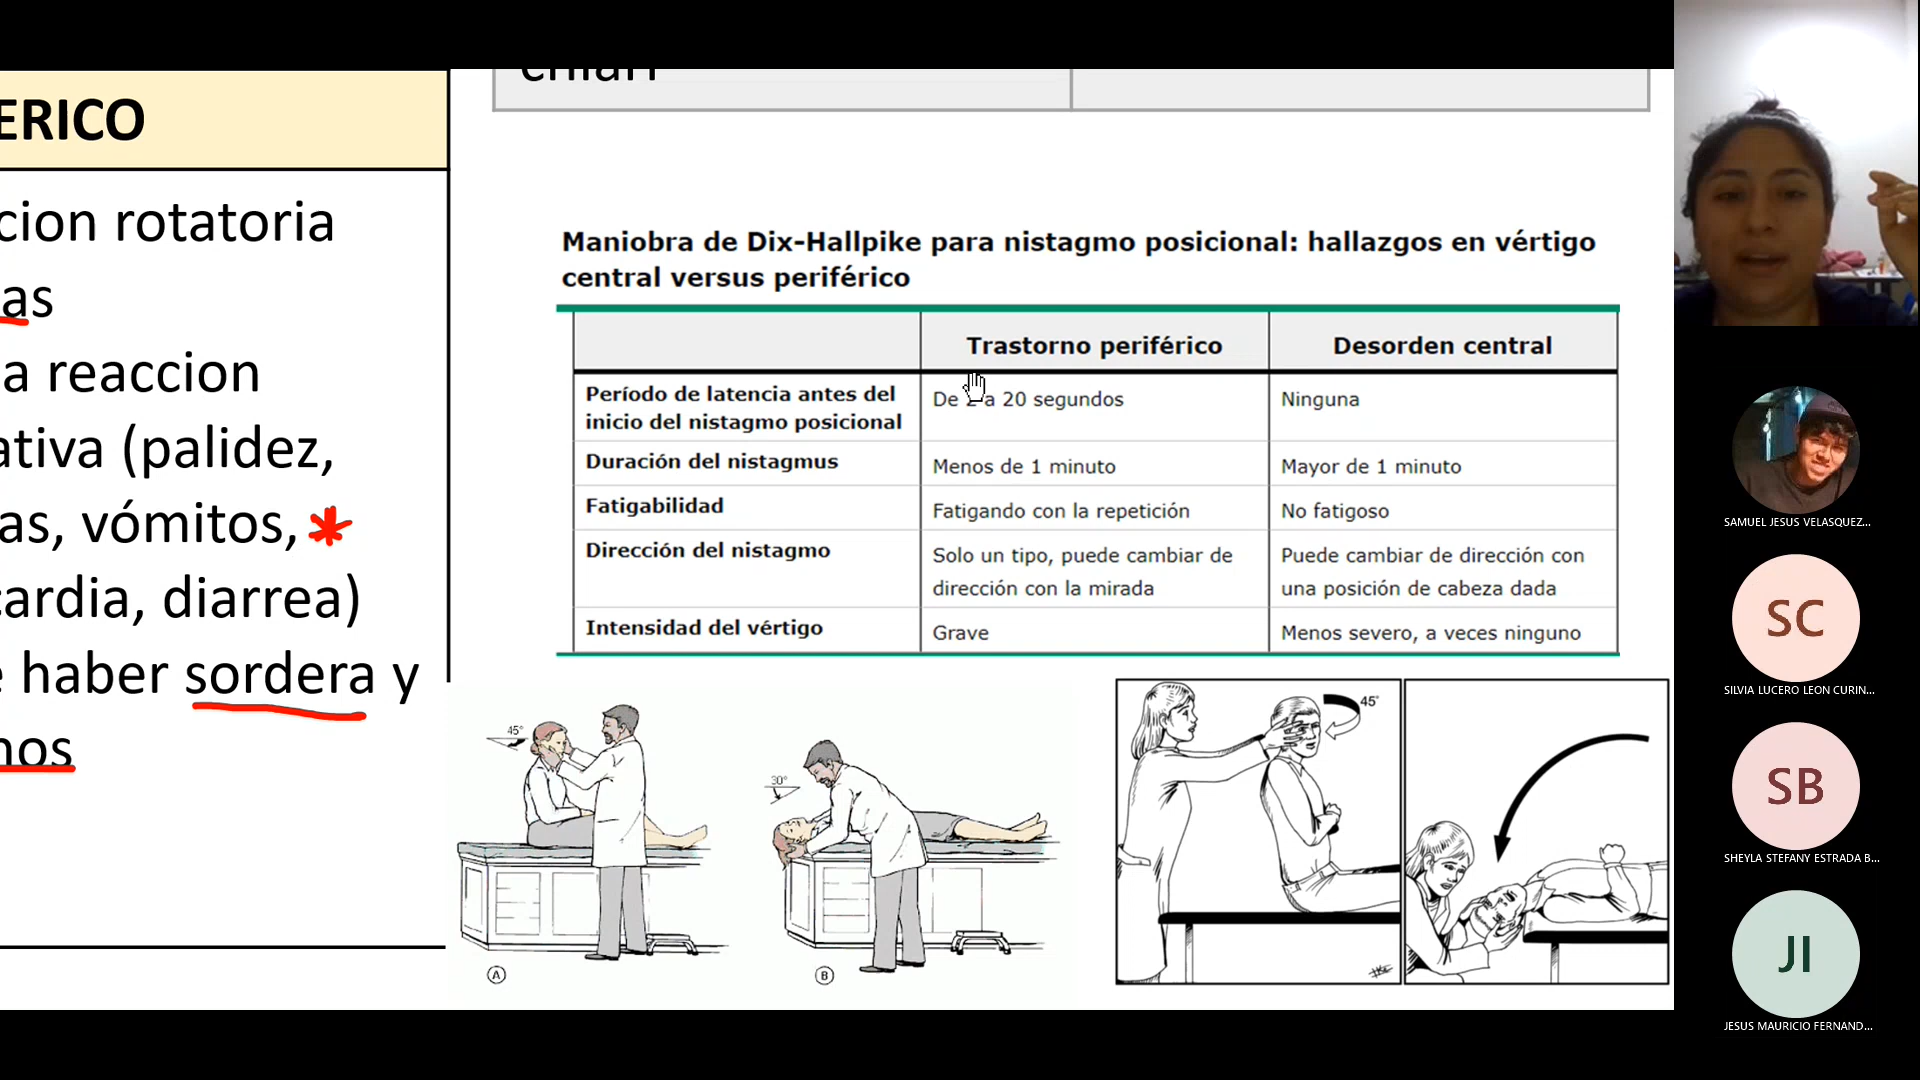 ERICO
cion rotatoria
as
a reaccion
ativa (palidez,
as, vómitos,
cardia, diarrea)
e haber sordera y
nos
chiari
Maniobra de Dix-Hallpike para nistagmo posicional: hallazgos en vértigo
central versus periférico
Trastorno periférico Desorden central
Período de latencia antes del
inicio del nistagmo posicional
De 2 a 20 segundos
Ninguna
Duración del nistagmus
Menos de 1 minuto
Mayor de 1 minuto
Fatigabilidad
Fatigando con la repetición
No fatigoso
Dirección del nistagmo
Solo un tipo, puede cambiar de
dirección con la mirada
Puede cambiar de dirección con
una posición de cabeza dada
Intensidad del vértigo
Grave
Menos severo, a veces ninguno
45°
30°
45°
A
B
SAMUEL JESUS VELASQUEZ...
SC
SILVIA LUCERO LEON CURIN...
SB
SHEYLA STEFANY ESTRADA B...
JI
JESUS MAURICIO FERNAND...